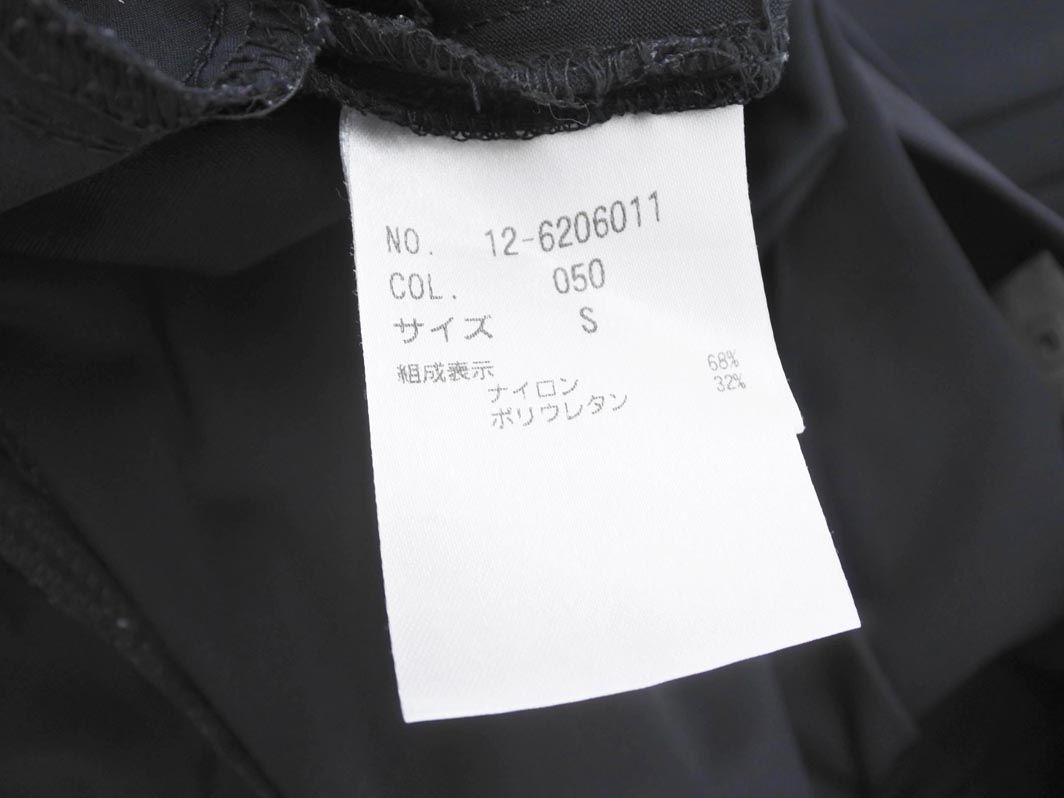 NO. 12-6206011
COL. 050
サイズ S
組成表示
ナイロン 68%
ポリウレタン 32%